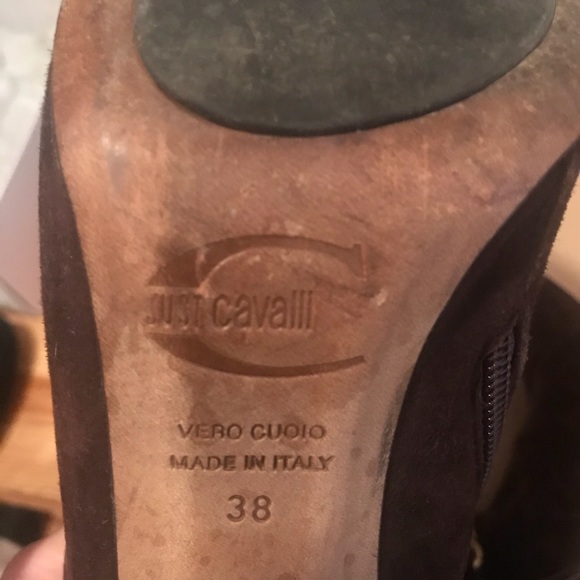 JUST cavalli
VERO CUOIO
MADE IN ITALY
38